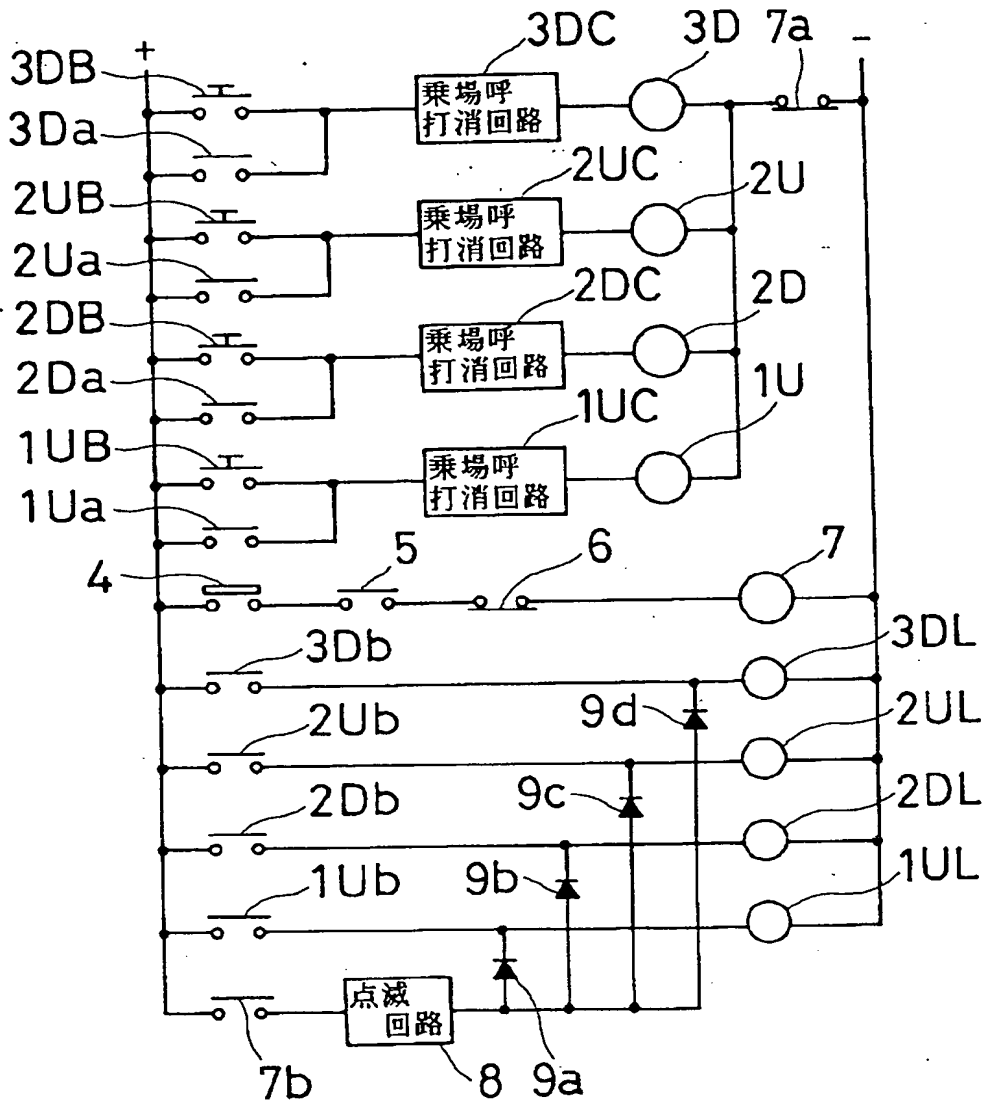 +
3DC
3D
7a
-
3DB
乗場呼
打消回路
3Da
2UC
2U
2UB
乗場呼
打消回路
2Ua
2DC
2D
2DB
乗場呼
打消回路
2Da
1UC
1U
1UB
乗場呼
打消回路
1Ua
4
5
6
7
3Db
3DL
9d
2Ub
2UL
9c
2Db
2DL
9b
1Ub
1UL
点滅
回路
7b
8
9a